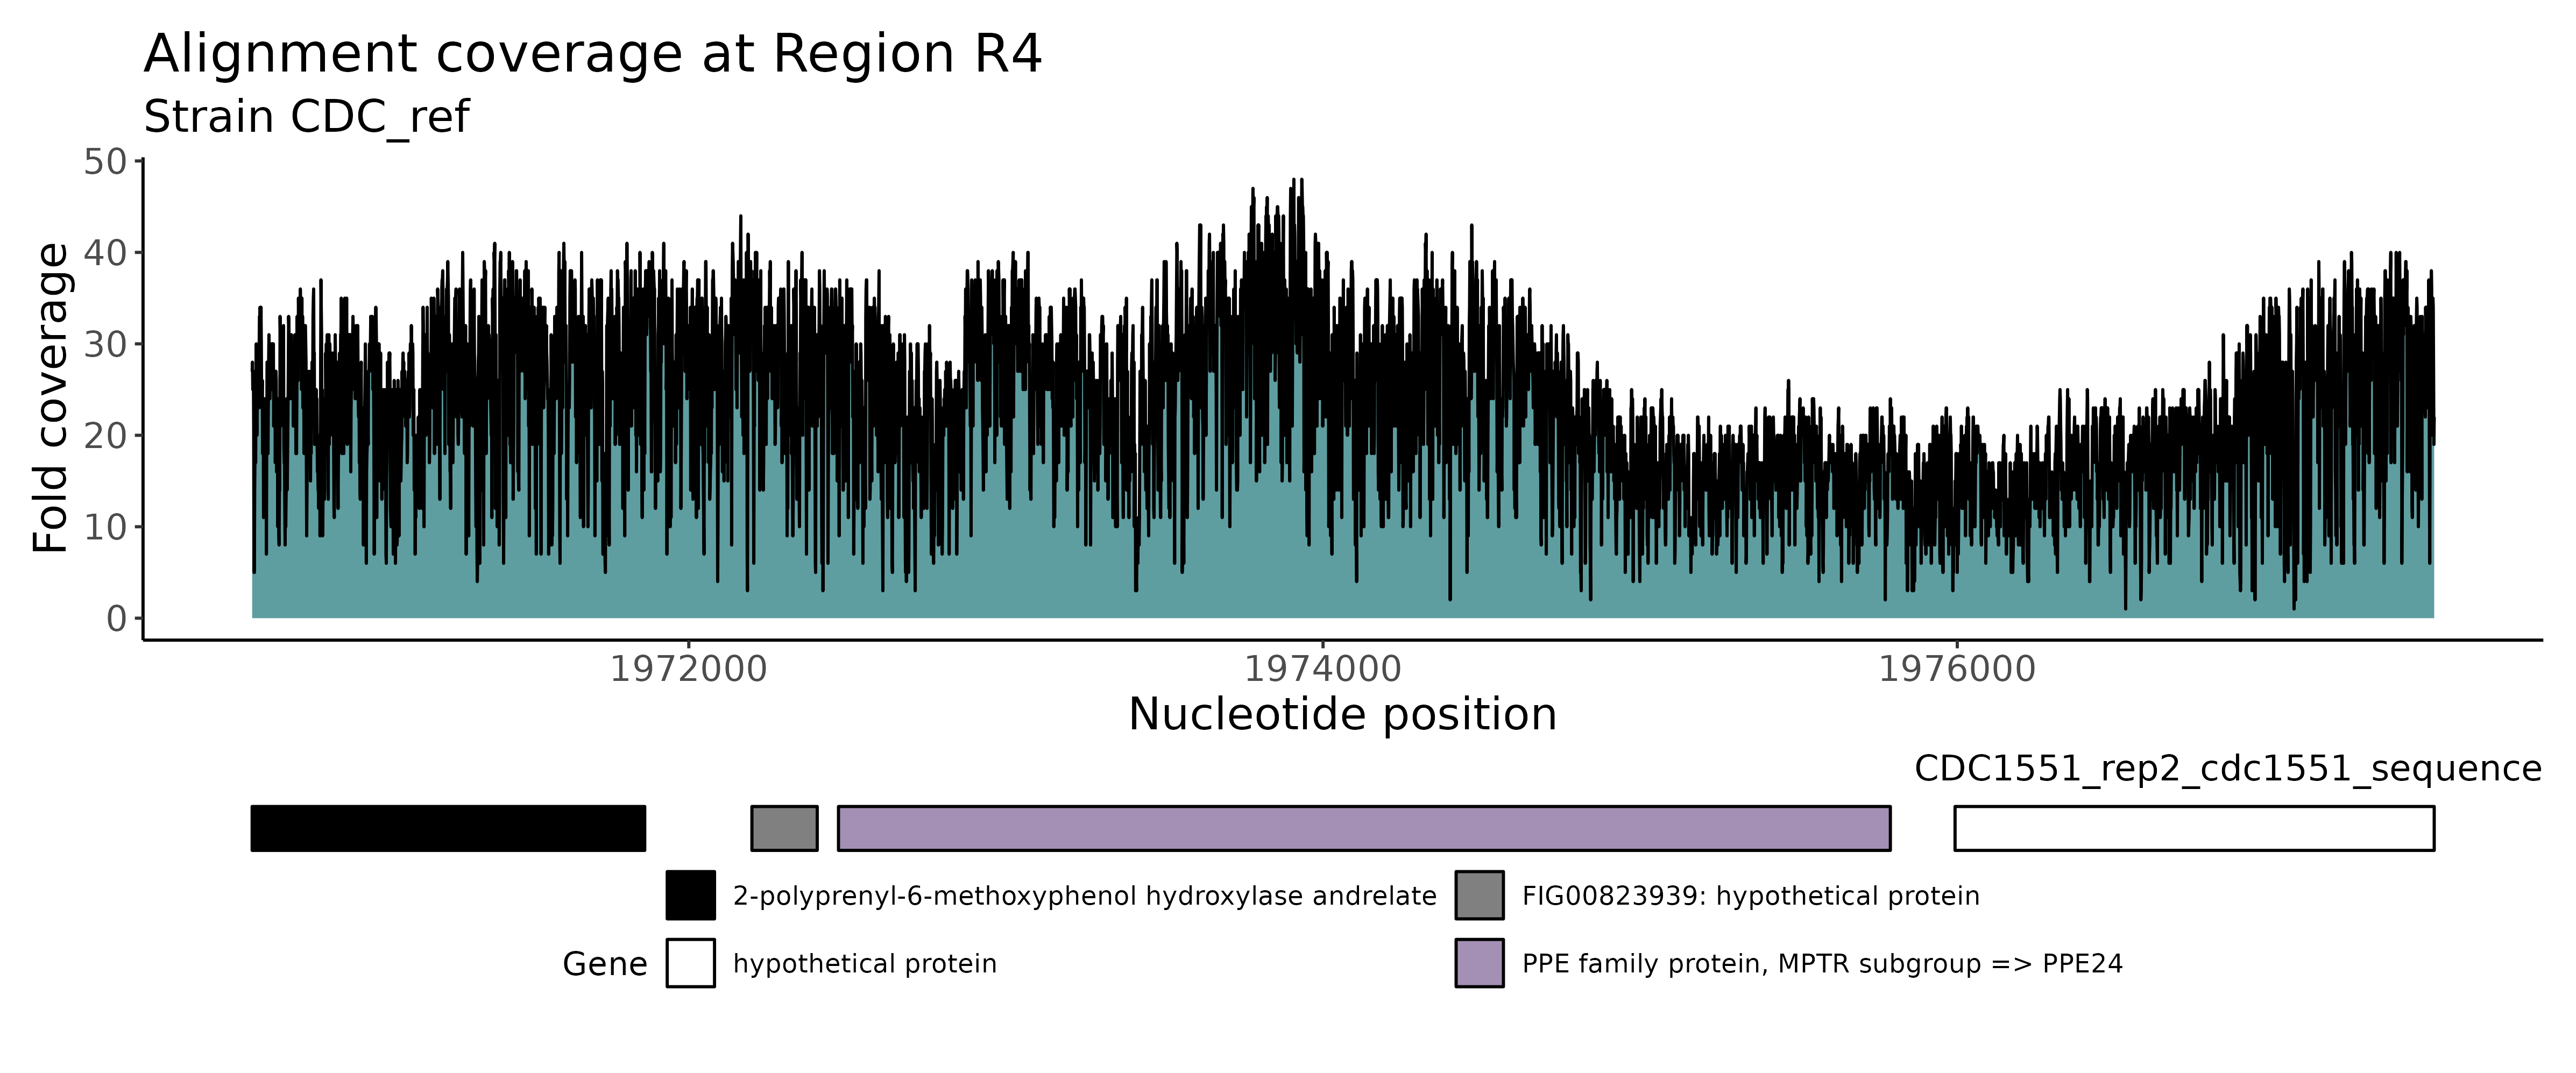 Alignment coverage at Region R4
Strain CDC_ref
50
40
30
20
10
0
Fold coverage
1972000 1974000 1976000
Nucleotide position
CDC1551_rep2_cdc1551_sequence
Gene
2-polyprenyl-6-methoxyphenol hydroxylase andrelate
FIG00823939: hypothetical protein
hypothetical protein
PPE family protein, MPTR subgroup => PPE24